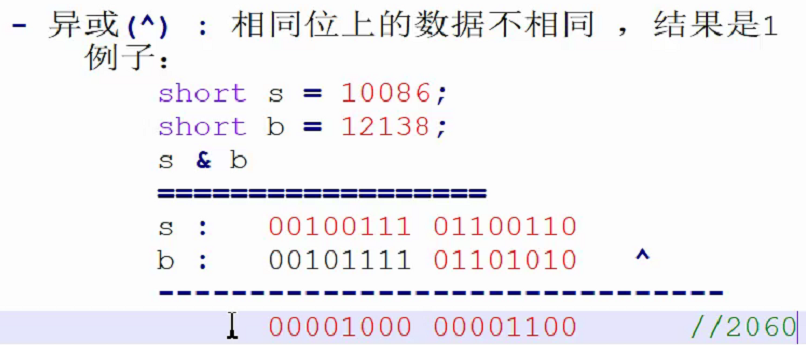 - 异或(^) : 相同位上的数据不相同 ，结果是1
例子：
short s = 10086;
short b = 12138;
s & b
==================
s : 00100111 01100110
b : 00101111 01101010 ^
-------------------------------
00001000 00001100 //2060